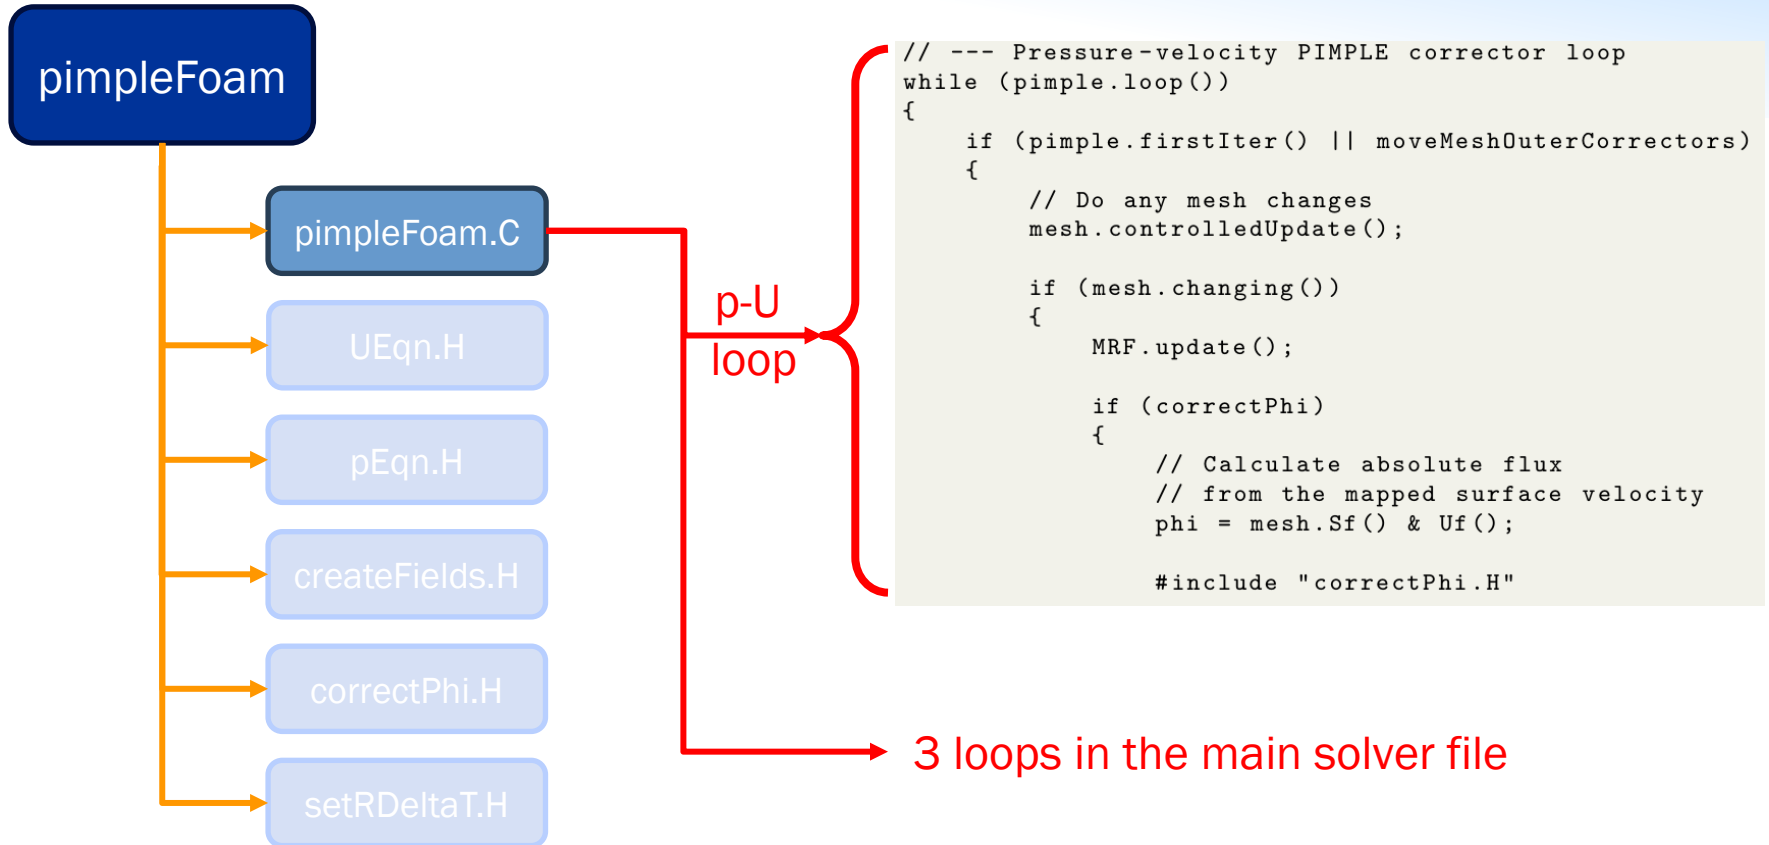 pimpleFoam
pimpleFoam.C
UEqn.H
pEqn.H
createFields.H
correctPhi.H
setRDeltaT.H
p-U
loop
// --- Pressure-velocity PIMPLE corrector loop
while (pimple.loop())
{
    if (pimple.firstIter() || moveMeshOuterCorrectors)
    {
        // Do any mesh changes
        mesh.controlledUpdate();

        if (mesh.changing())
        {
            MRF.update();

            if (correctPhi)
            {
                // Calculate absolute flux
                // from the mapped surface velocity
                phi = mesh.Sf() & Uf();

                #include "correctPhi.H"
3 loops in the main solver file